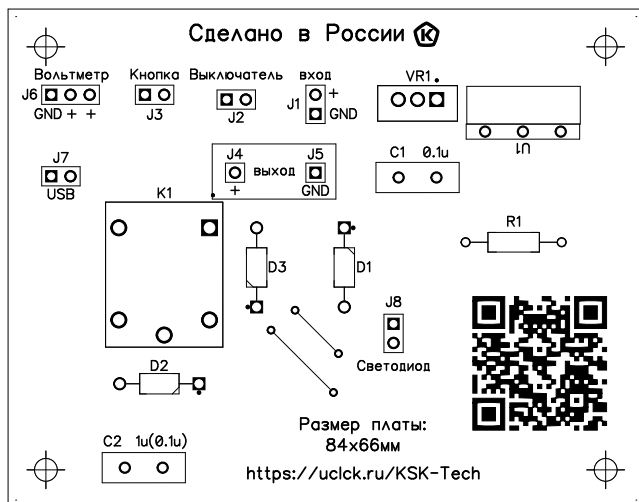 Сделано в России K
Вольтметр Кнопка Выключатель вход VR1
J6 J3 J2 J1 + GND
GND + +
U1
J7
USB
J4 выход J5
+ GND
C1 0.1u
K1
R1
D3 D1
J8
Светодиод
D2
Размер платы:
84x66мм
C2 1u(0.1u)
https://uclck.ru/KSK-Tech